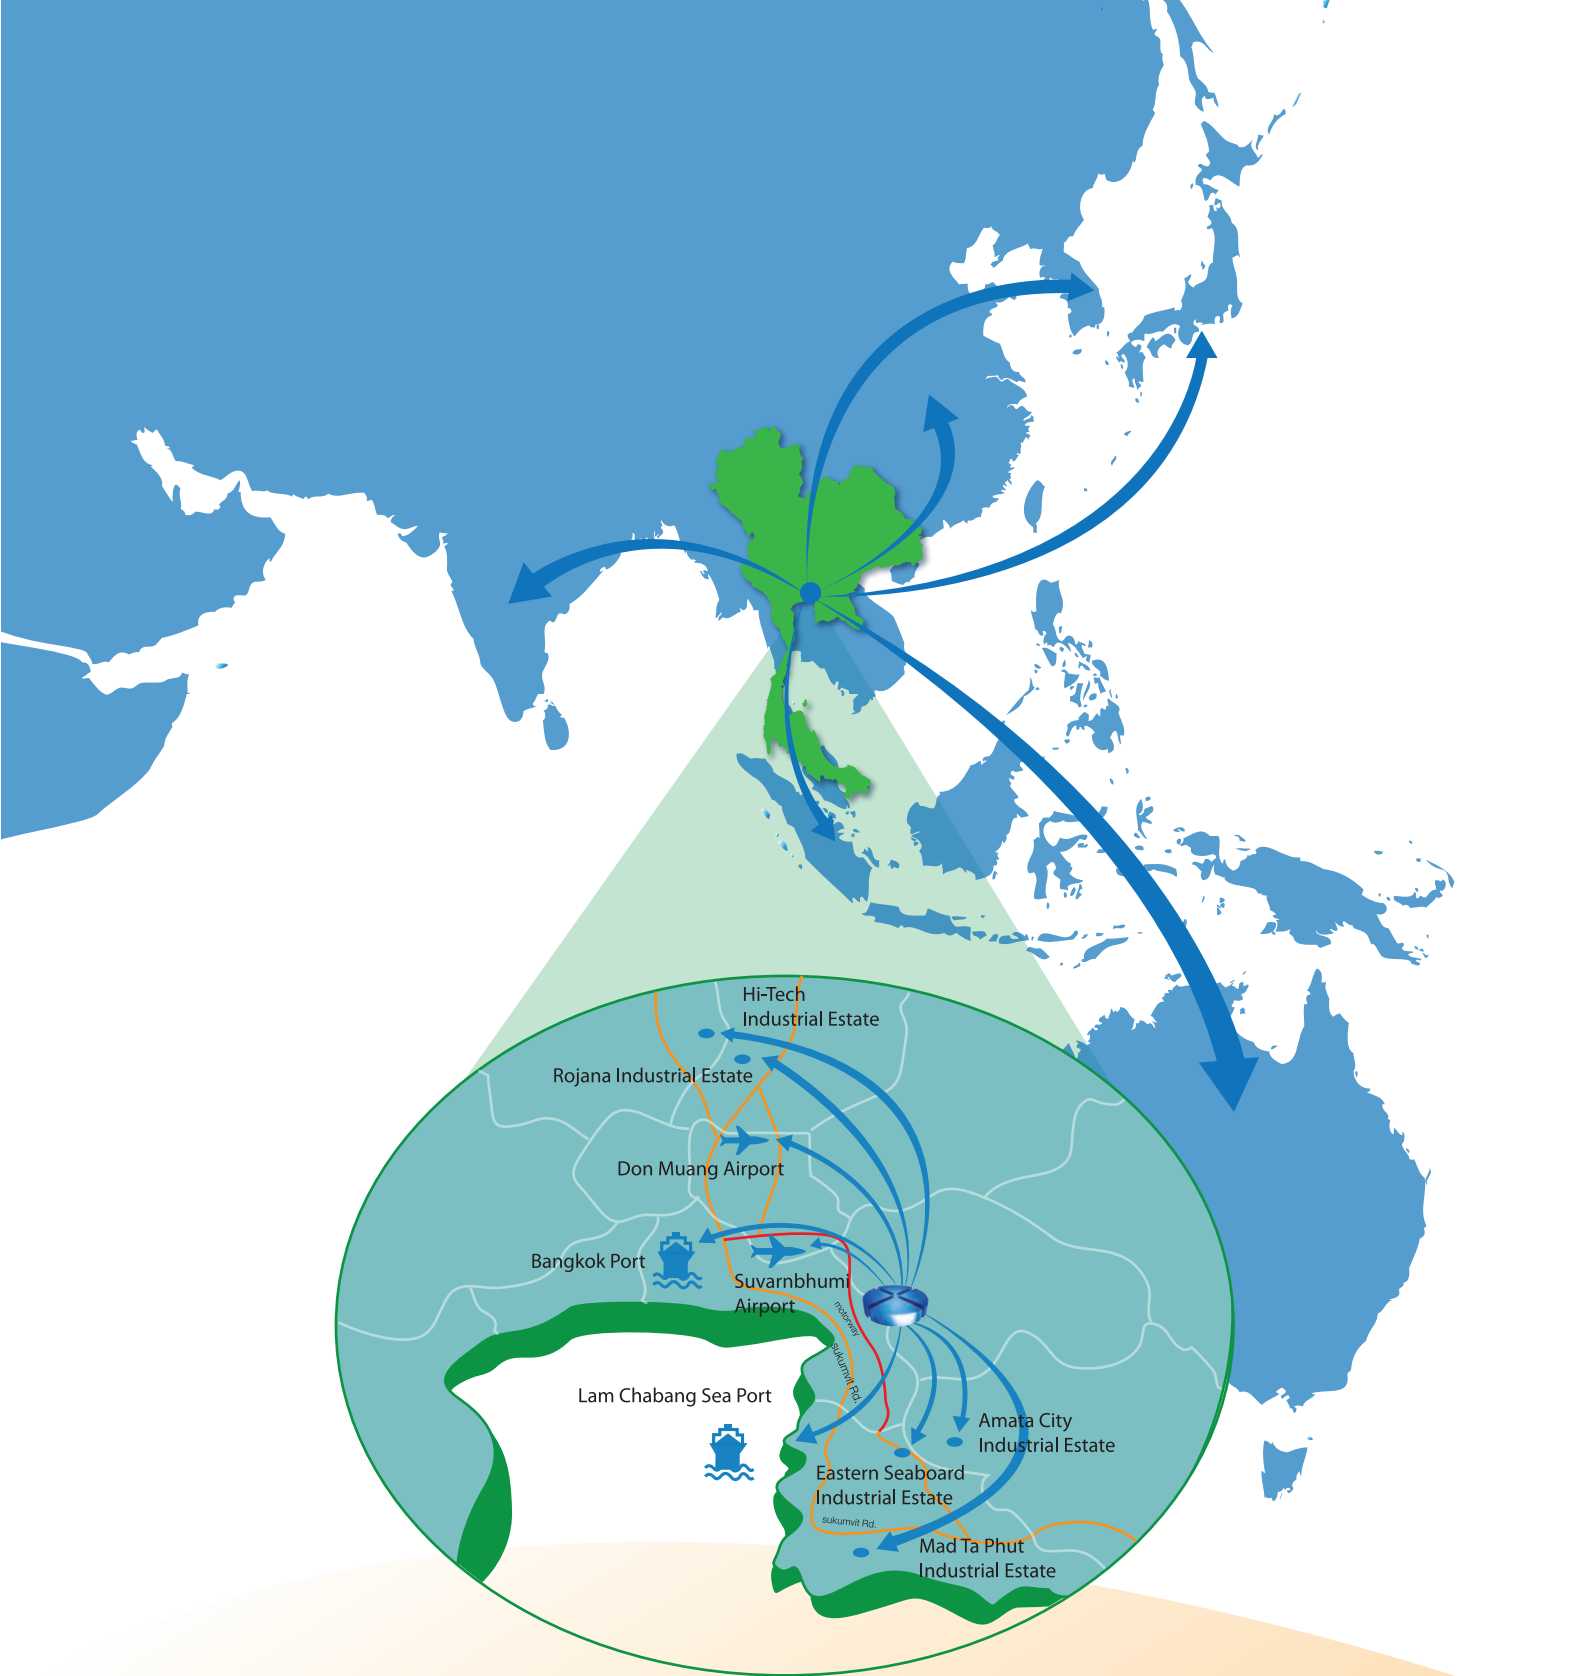 Hi-Tech
Industrial Estate
Rojana Industrial Estate
Don Muang Airport
Bangkok Port
Suvarnbhumi
Airport
motorway
sukumvit Rd.
Lam Chabang Sea Port
Amata City
Industrial Estate
Eastern Seaboard
Industrial Estate
sukumvit Rd.
Mad Ta Phut
Industrial Estate